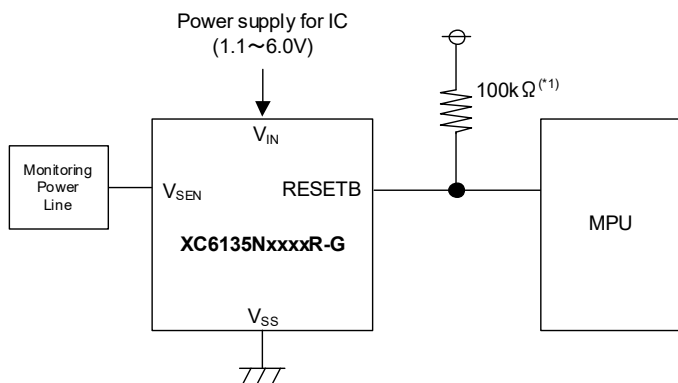 Power supply for IC
(1.1～6.0V)
100kΩ(*1)
VIN
Monitoring
Power
Line
VSEN
RESETB
MPU
XC6135NxxxxR-G
VSS